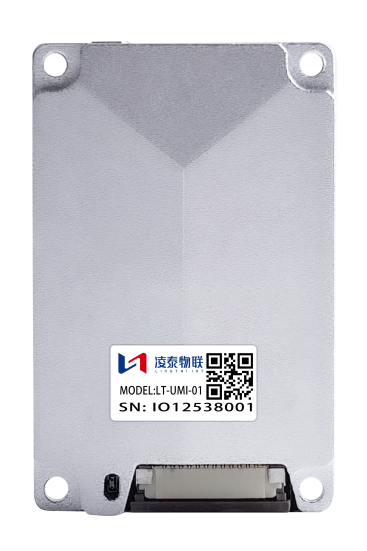 凌泰物联
LINGTAI IOT
MODEL:LT-UMI-01
SN: IO12538001